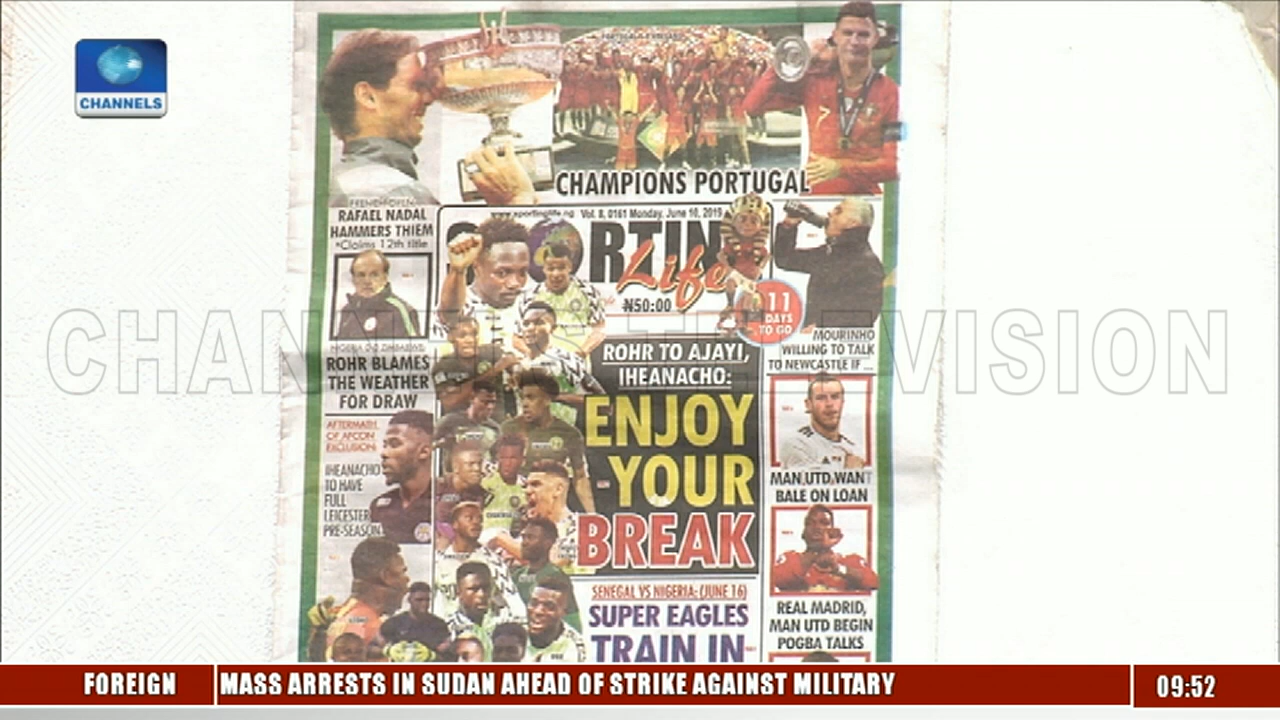 CHANNELS
CHAMPIONS PORTUGAL
RAFAEL NADAL
HAMMERS THIEM
*Claims 12th title
www.sportinglife.ng Vol. 8, 0161 Monday, June 10, 2019
RTIN
Life
₦50:00
11
DAYS
TO GO
MOURINHO
WILLING TO TALK
TO NEWCASTLE IF ...
ROHR BLAMES
THE WEATHER
FOR DRAW
AFTERMATH
OF AFCON
EXCLUSION:
IHEANACHO
TO HAVE
FULL
LEICESTER
PRE-SEASON
ROHR TO AJAYI,
IHEANACHO:
ENJOY
YOUR
BREAK
SENEGAL VS NIGERIA: (JUNE 16)
SUPER EAGLES
TRAIN IN
MAN UTD WANT
BALE ON LOAN
REAL MADRID,
MAN UTD BEGIN
POGBA TALKS
CHANNELS TELEVISION
FOREIGN MASS ARRESTS IN SUDAN AHEAD OF STRIKE AGAINST MILITARY 09:52